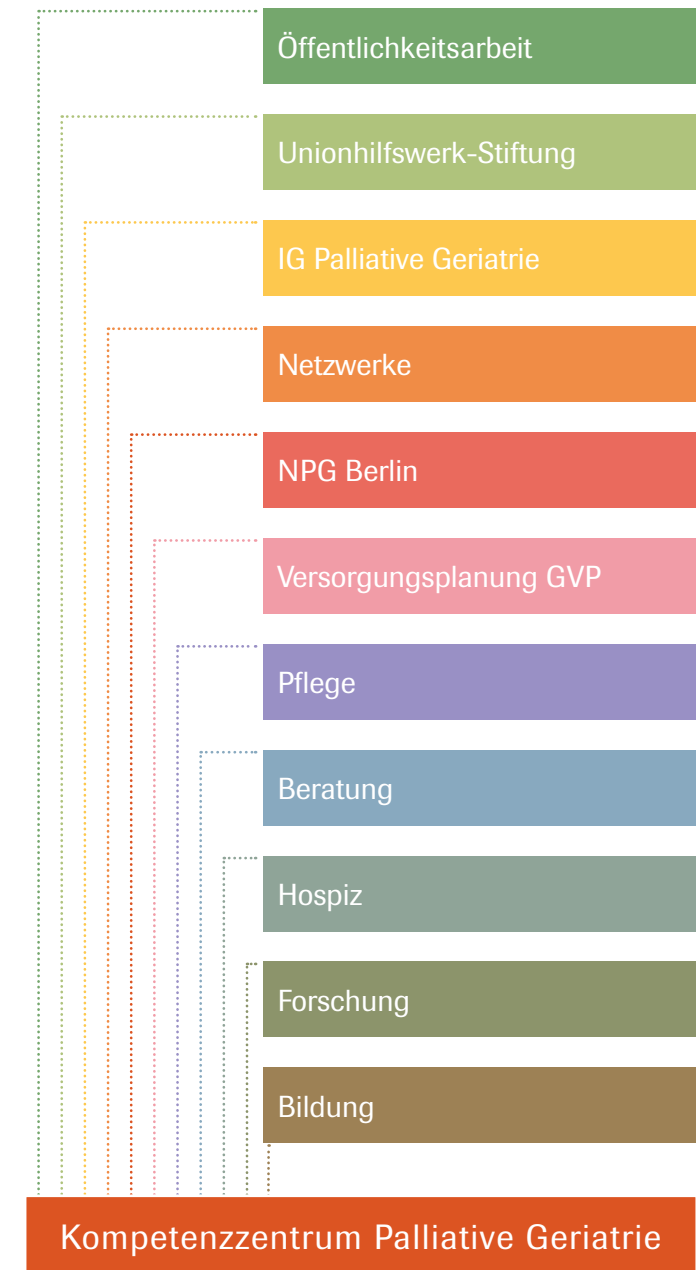 Öffentlichkeitsarbeit
Unionhilfswerk-Stiftung
IG Palliative Geriatrie
Netzwerke
NPG Berlin
Versorgungsplanung GVP
Pflege
Beratung
Hospiz
Forschung
Bildung
Kompetenzzentrum Palliative Geriatrie